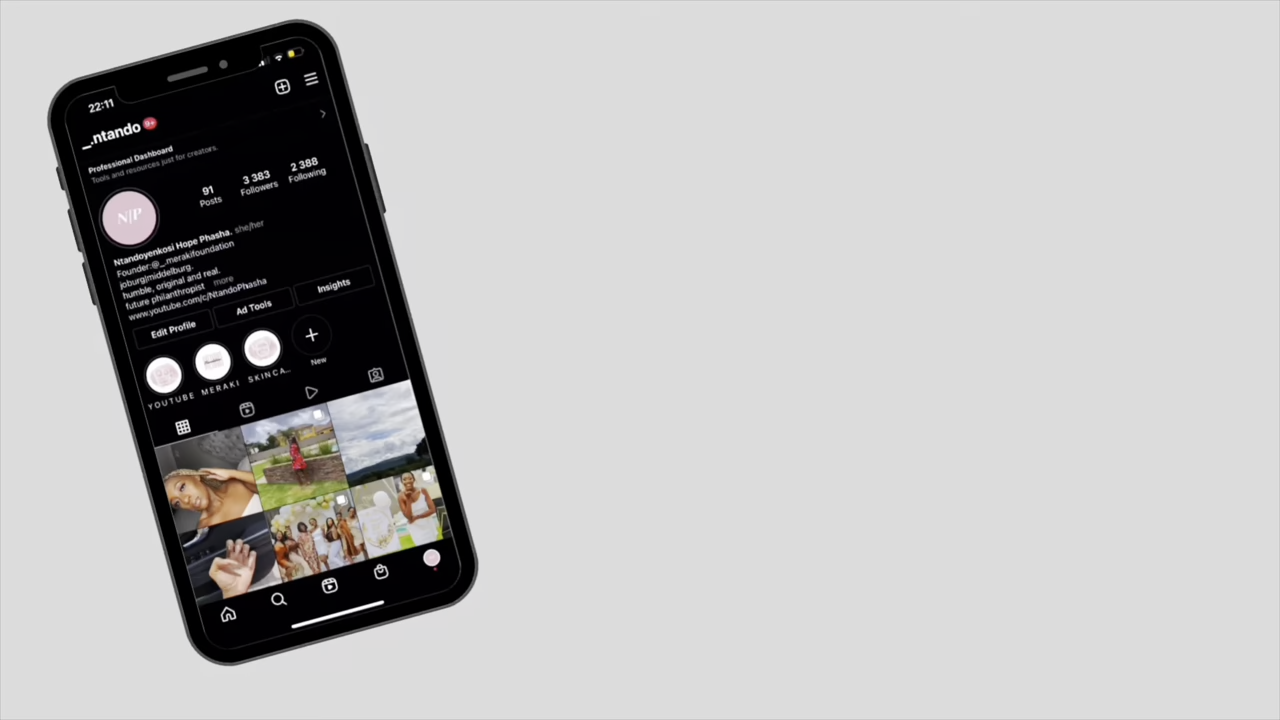 22:11
_.ntando 9+
Professional Dashboard
Tools and resources just for creators.
N|P
91
Posts
3 383
Followers
2 388
Following
Ntandoyenkosi Hope Phasha. she/her
Founder:@_.merakifoundation
joburg|middelburg.
humble, original and real.
future philanthropist more
www.youtube.com/c/NtandoPhasha
Edit Profile
Ad Tools
Insights
YOUTUBE
MERAKI
SKINCA...
New